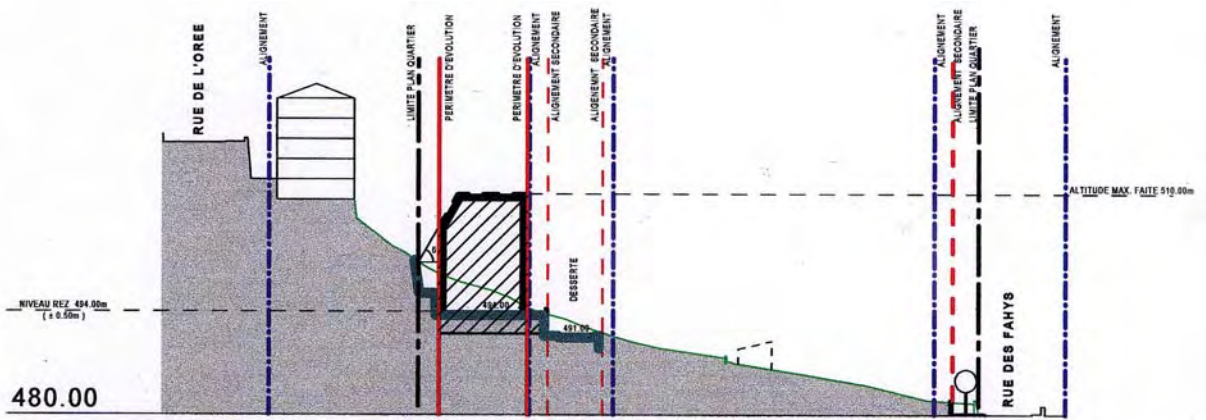 RUE DE L'OREE
ALIGNEMENT
LIMITE PLAN QUARTIER
PERIMETRE D'EVOLUTION
PERIMETRE D'EVOLUTION
ALIGNEMENT
ALIGNEMENT SECONDAIRE
ALIGENEMNT SECONDAIRE
ALIGNEMENT
ALIGNEMENT
ALIGNEMENT SECONDAIRE
LIMITE PLAN QUARTIER
ALIGNEMENT
ALTITUDE MAX. FAITE 510.00m
DESSERTE
NIVEAU REZ 494.00m
( ± 0.50m )
494.00
491.00
RUE DES FAHYS
480.00